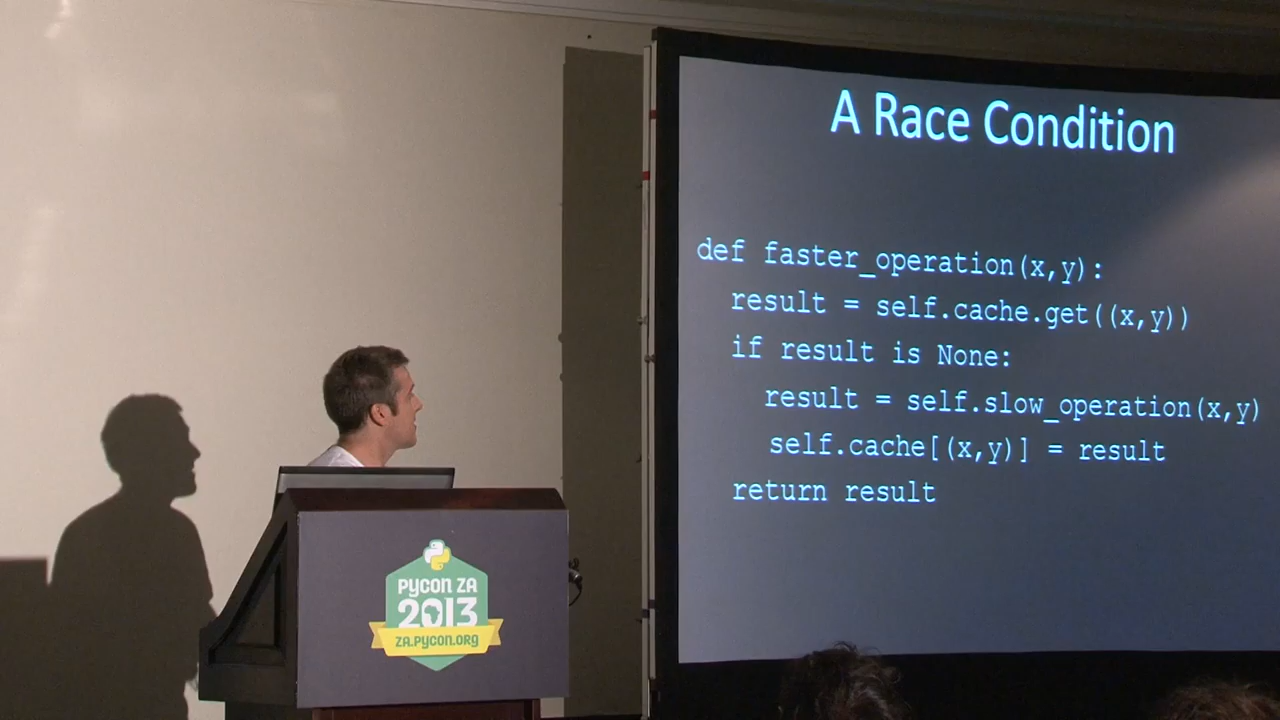 A Race Condition
def faster_operation(x,y):
result = self.cache.get((x,y))
if result is None:
result = self.slow_operation(x,y)
self.cache[(x,y)] = result
return result
PYCON ZA
2013
ZA.PYCON.ORG